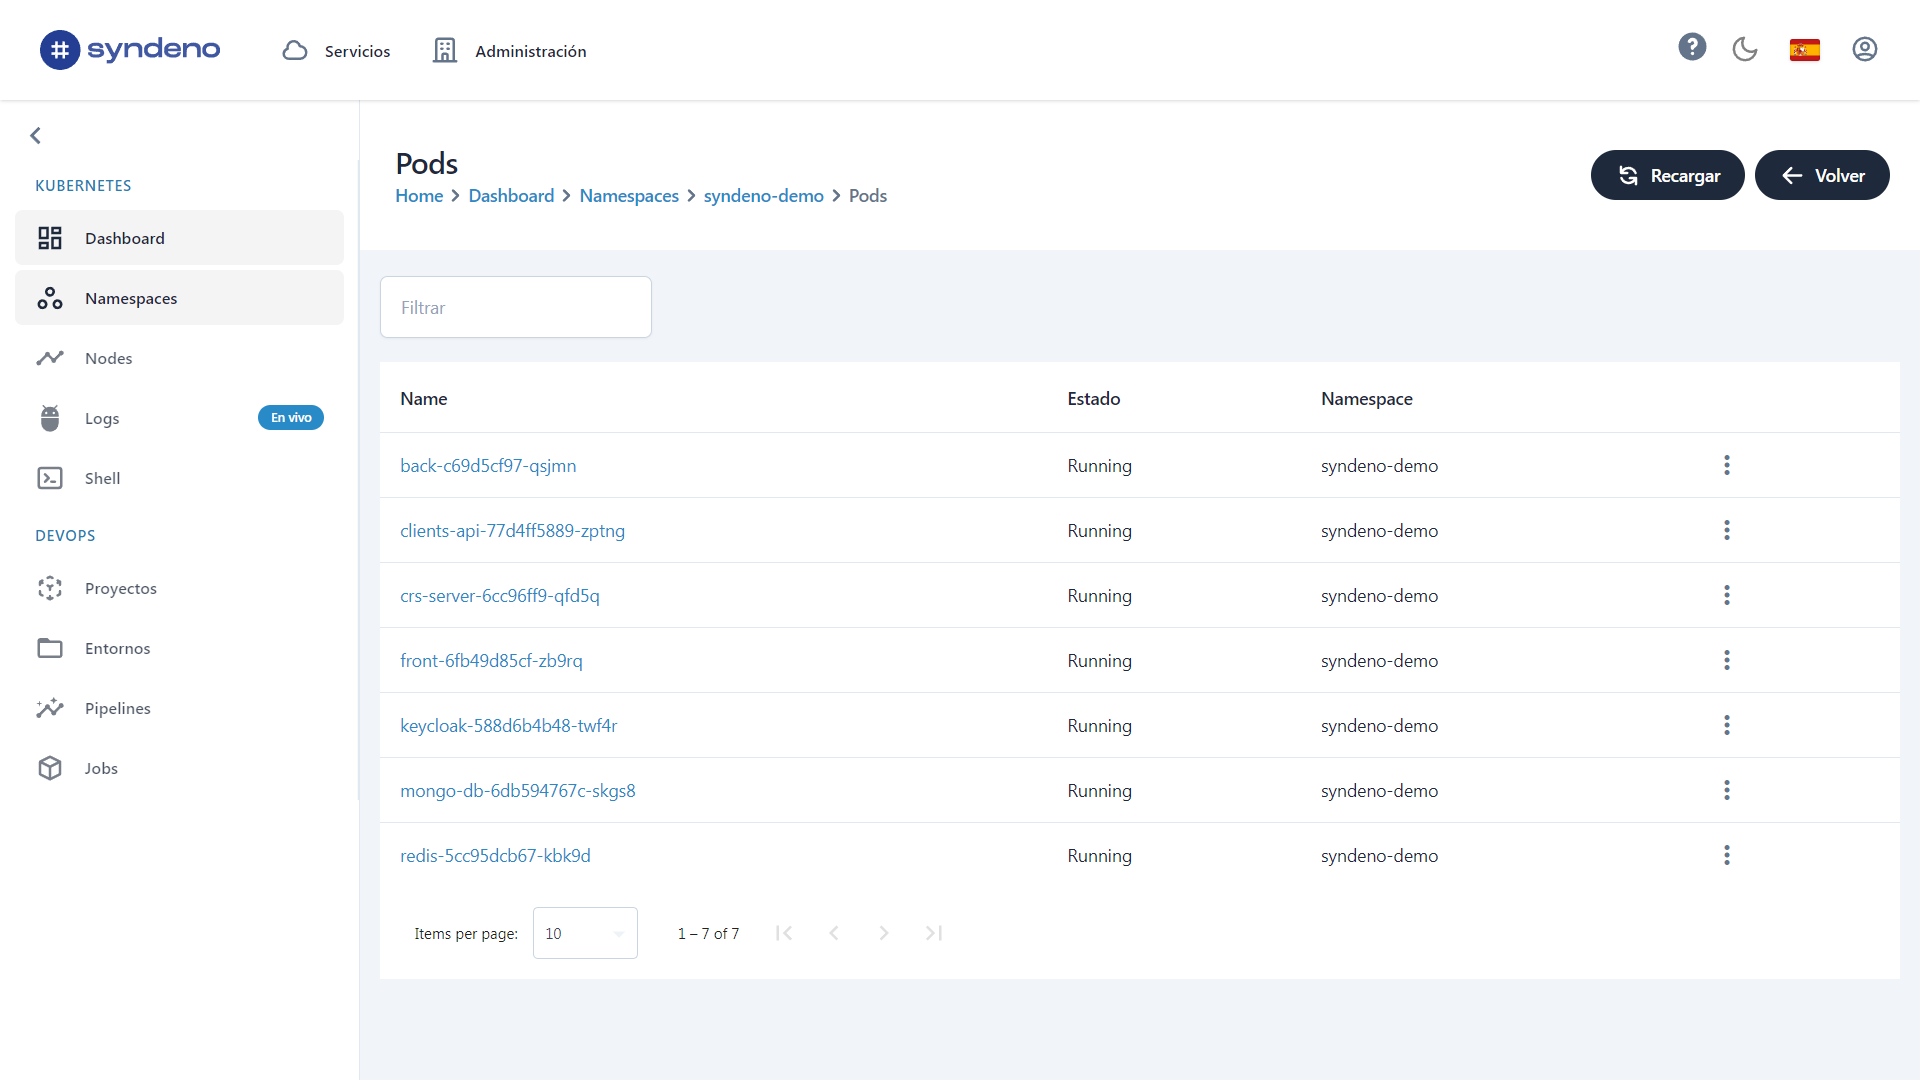 # syndeno
Servicios
Administración
?
KUBERNETES
Dashboard
Namespaces
Nodes
Logs
En vivo
Shell
DEVOPS
Proyectos
Entornos
Pipelines
Jobs
Pods
Home > Dashboard > Namespaces > syndeno-demo > Pods
Recargar
Volver
Filtrar
Name Estado Namespace
back-c69d5cf97-qsjmn Running syndeno-demo
clients-api-77d4ff5889-zptng Running syndeno-demo
crs-server-6cc96ff9-qfd5q Running syndeno-demo
front-6fb49d85cf-zb9rq Running syndeno-demo
keycloak-588d6b4b48-twf4r Running syndeno-demo
mongo-db-6db594767c-skgs8 Running syndeno-demo
redis-5cc95dcb67-kbk9d Running syndeno-demo
Items per page: 10 1 – 7 of 7